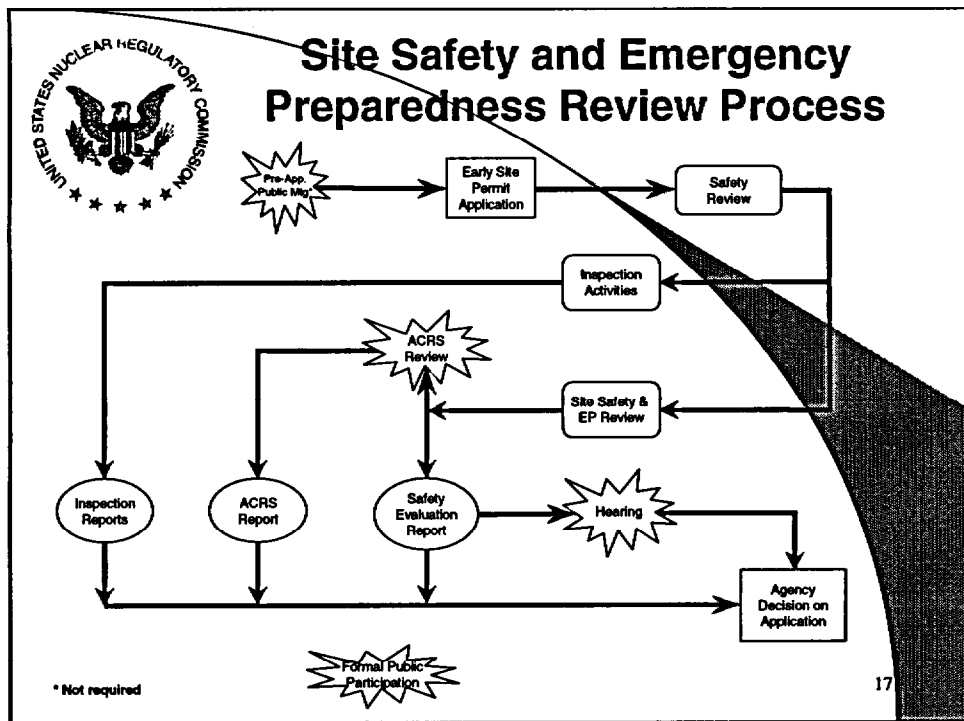 UNITED STATES NUCLEAR REGULATORY COMMISSION
Site Safety and Emergency
Preparedness Review Process
Pre-App.
Public Mtg*
Early Site
Permit
Application
Safety
Review
Inspection
Activities
ACRS
Review
Site Safety &
EP Review
Inspection
Reports
ACRS
Report
Safety
Evaluation
Report
Hearing
Agency
Decision on
Application
Formal Public
Participation
* Not required
17